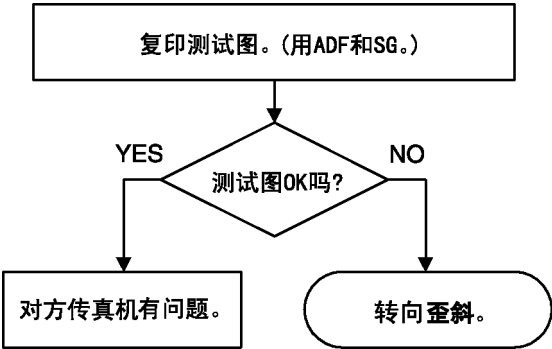 复印测试图。(用ADF和SG。)
YES
NO
测试图OK吗?
对方传真机有问题。
转向歪斜。